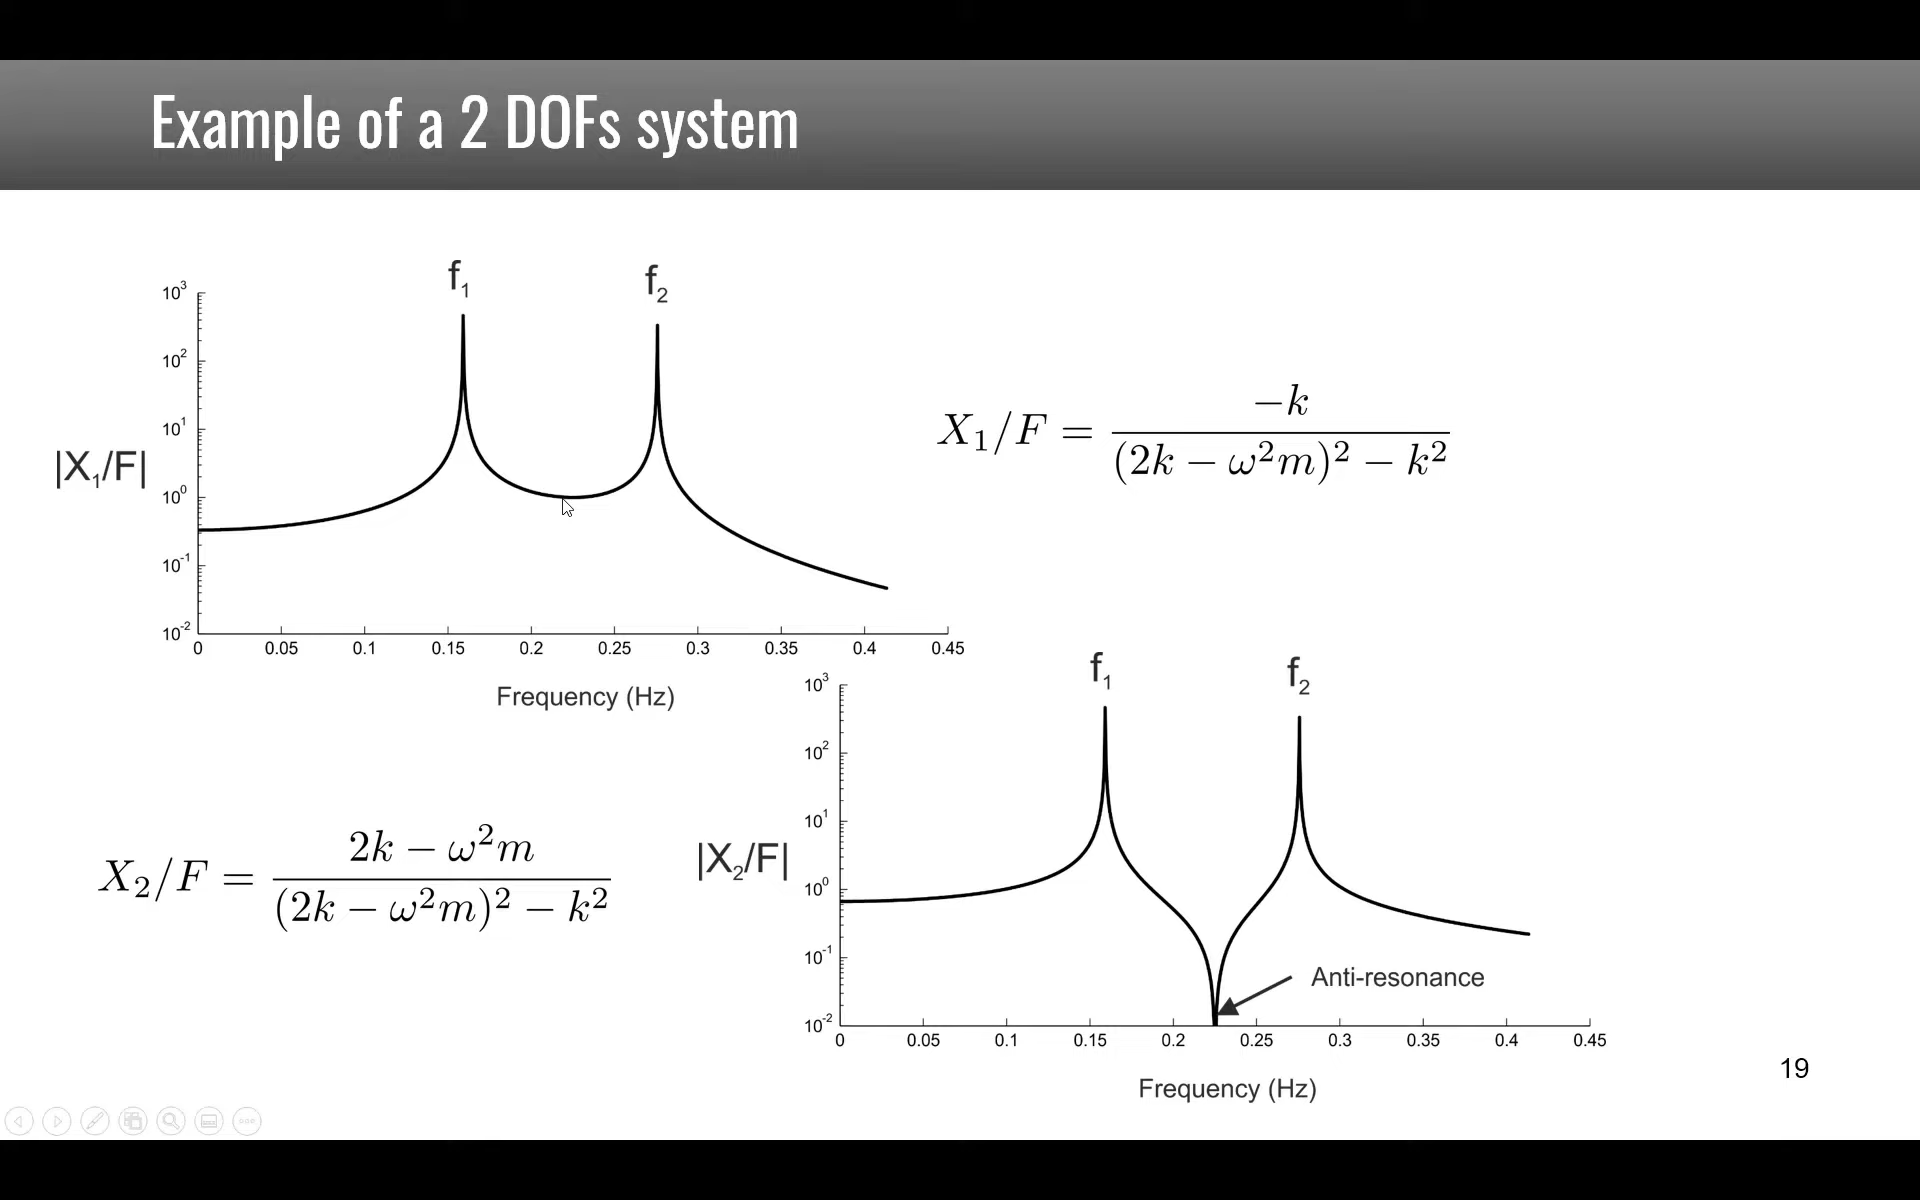 Example of a 2 DOFs system
f₁
f₂
10³
10²
10¹
10⁰
10⁻¹
10⁻²
|X₁/F|
0 0.05 0.1 0.15 0.2 0.25 0.3 0.35 0.4 0.45
Frequency (Hz)
X₁/F = −k / ((2k − ω²m)² − k²)
X₂/F = (2k − ω²m) / ((2k − ω²m)² − k²)
f₁
f₂
10³
10²
10¹
10⁰
10⁻¹
10⁻²
|X₂/F|
Anti-resonance
0 0.05 0.1 0.15 0.2 0.25 0.3 0.35 0.4 0.45
Frequency (Hz)
19